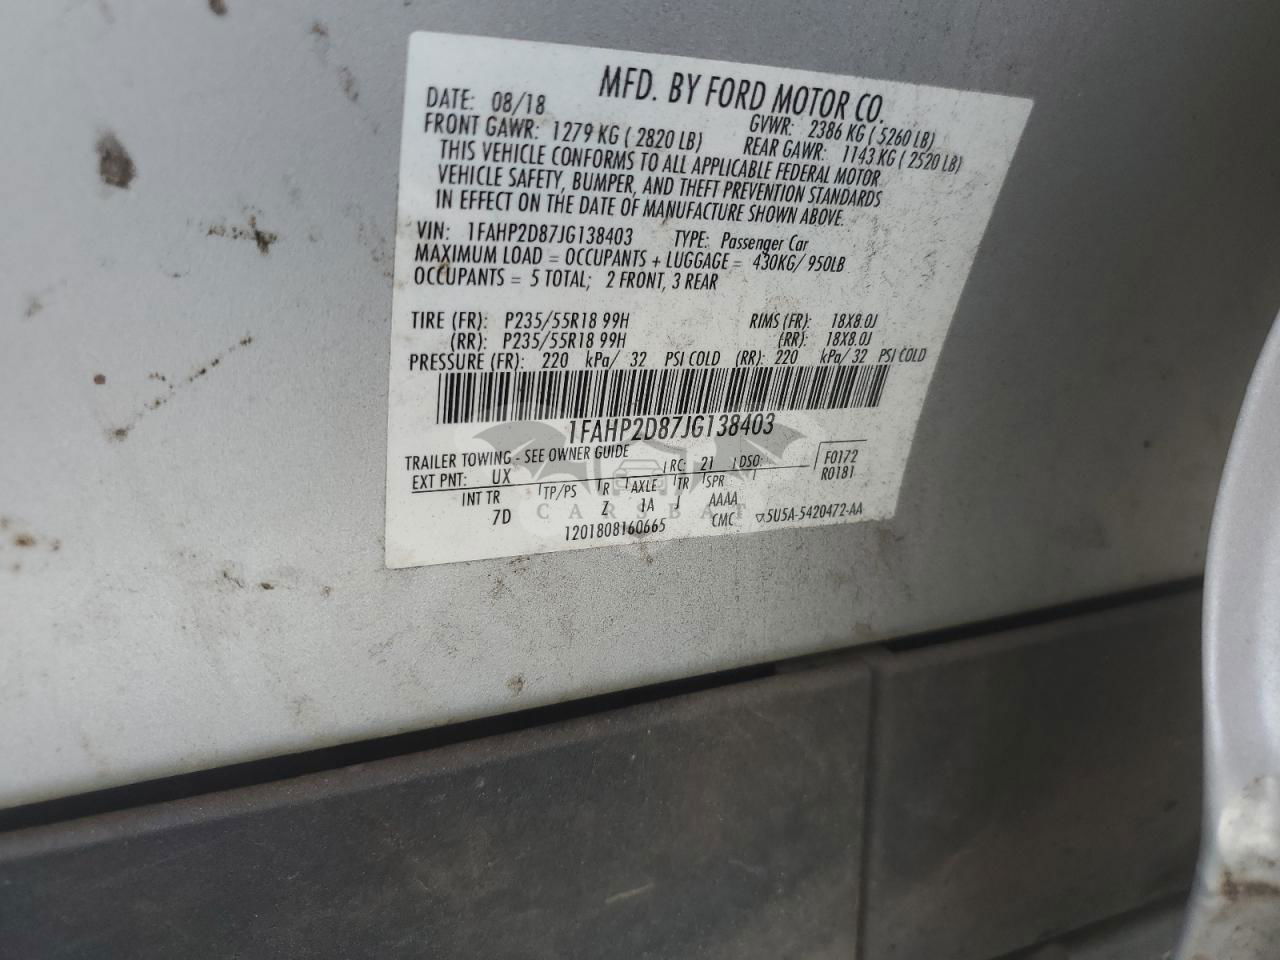 MFD. BY FORD MOTOR CO.
DATE: 08/18 GVWR: 2386 KG ( 5260 LB)
FRONT GAWR: 1279 KG ( 2820 LB) REAR GAWR: 1143 KG ( 2520 LB)
THIS VEHICLE CONFORMS TO ALL APPLICABLE FEDERAL MOTOR
VEHICLE SAFETY, BUMPER, AND THEFT PREVENTION STANDARDS
IN EFFECT ON THE DATE OF MANUFACTURE SHOWN ABOVE.
VIN: 1FAHP2D87JG138403 TYPE: Passenger Car
MAXIMUM LOAD = OCCUPANTS + LUGGAGE = 430KG/ 950LB
OCCUPANTS = 5 TOTAL; 2 FRONT, 3 REAR
TIRE (FR): P235/55R18 99H RIMS (FR): 18X8.0J
(RR): P235/55R18 99H (RR): 18X8.0J
PRESSURE (FR): 220 kPa/ 32 PSI COLD (RR): 220 kPa/ 32 PSI COLD
1FAHP2D87JG138403
TRAILER TOWING - SEE OWNER GUIDE
EXT PNT: UX RC: 21 DSO: F0172
R0181
INT TR TP/PS R AXLE TR SPR
7D Z 1A J AAAA
1201808160665 CMC ▽5U5A-5420472-AA
CARSBAT